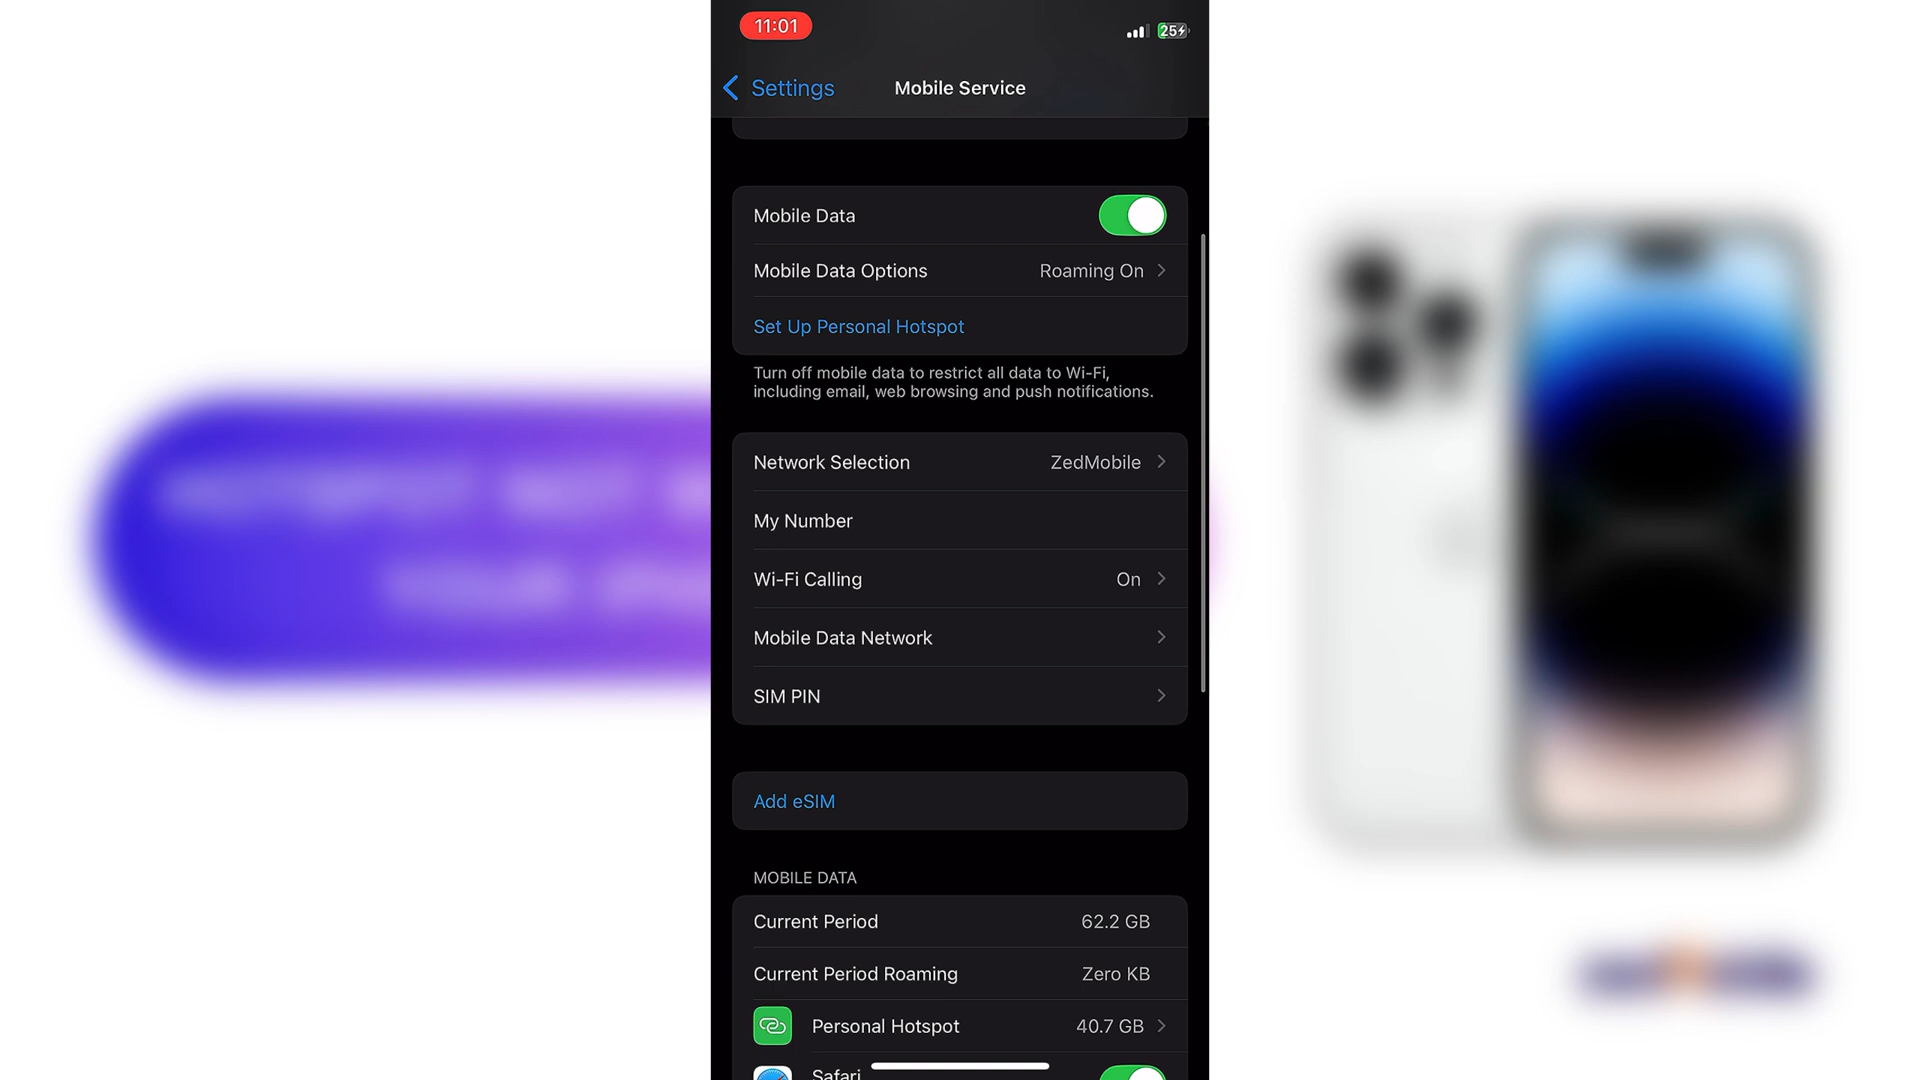 11:01
25
Settings
Mobile Service
Mobile Data
Mobile Data Options
Roaming On
Set Up Personal Hotspot
Turn off mobile data to restrict all data to Wi-Fi,
including email, web browsing and push notifications.
Network Selection
ZedMobile
My Number
Wi-Fi Calling
On
Mobile Data Network
SIM PIN
Add eSIM
MOBILE DATA
Current Period
62.2 GB
Current Period Roaming
Zero KB
Personal Hotspot
40.7 GB
Safari